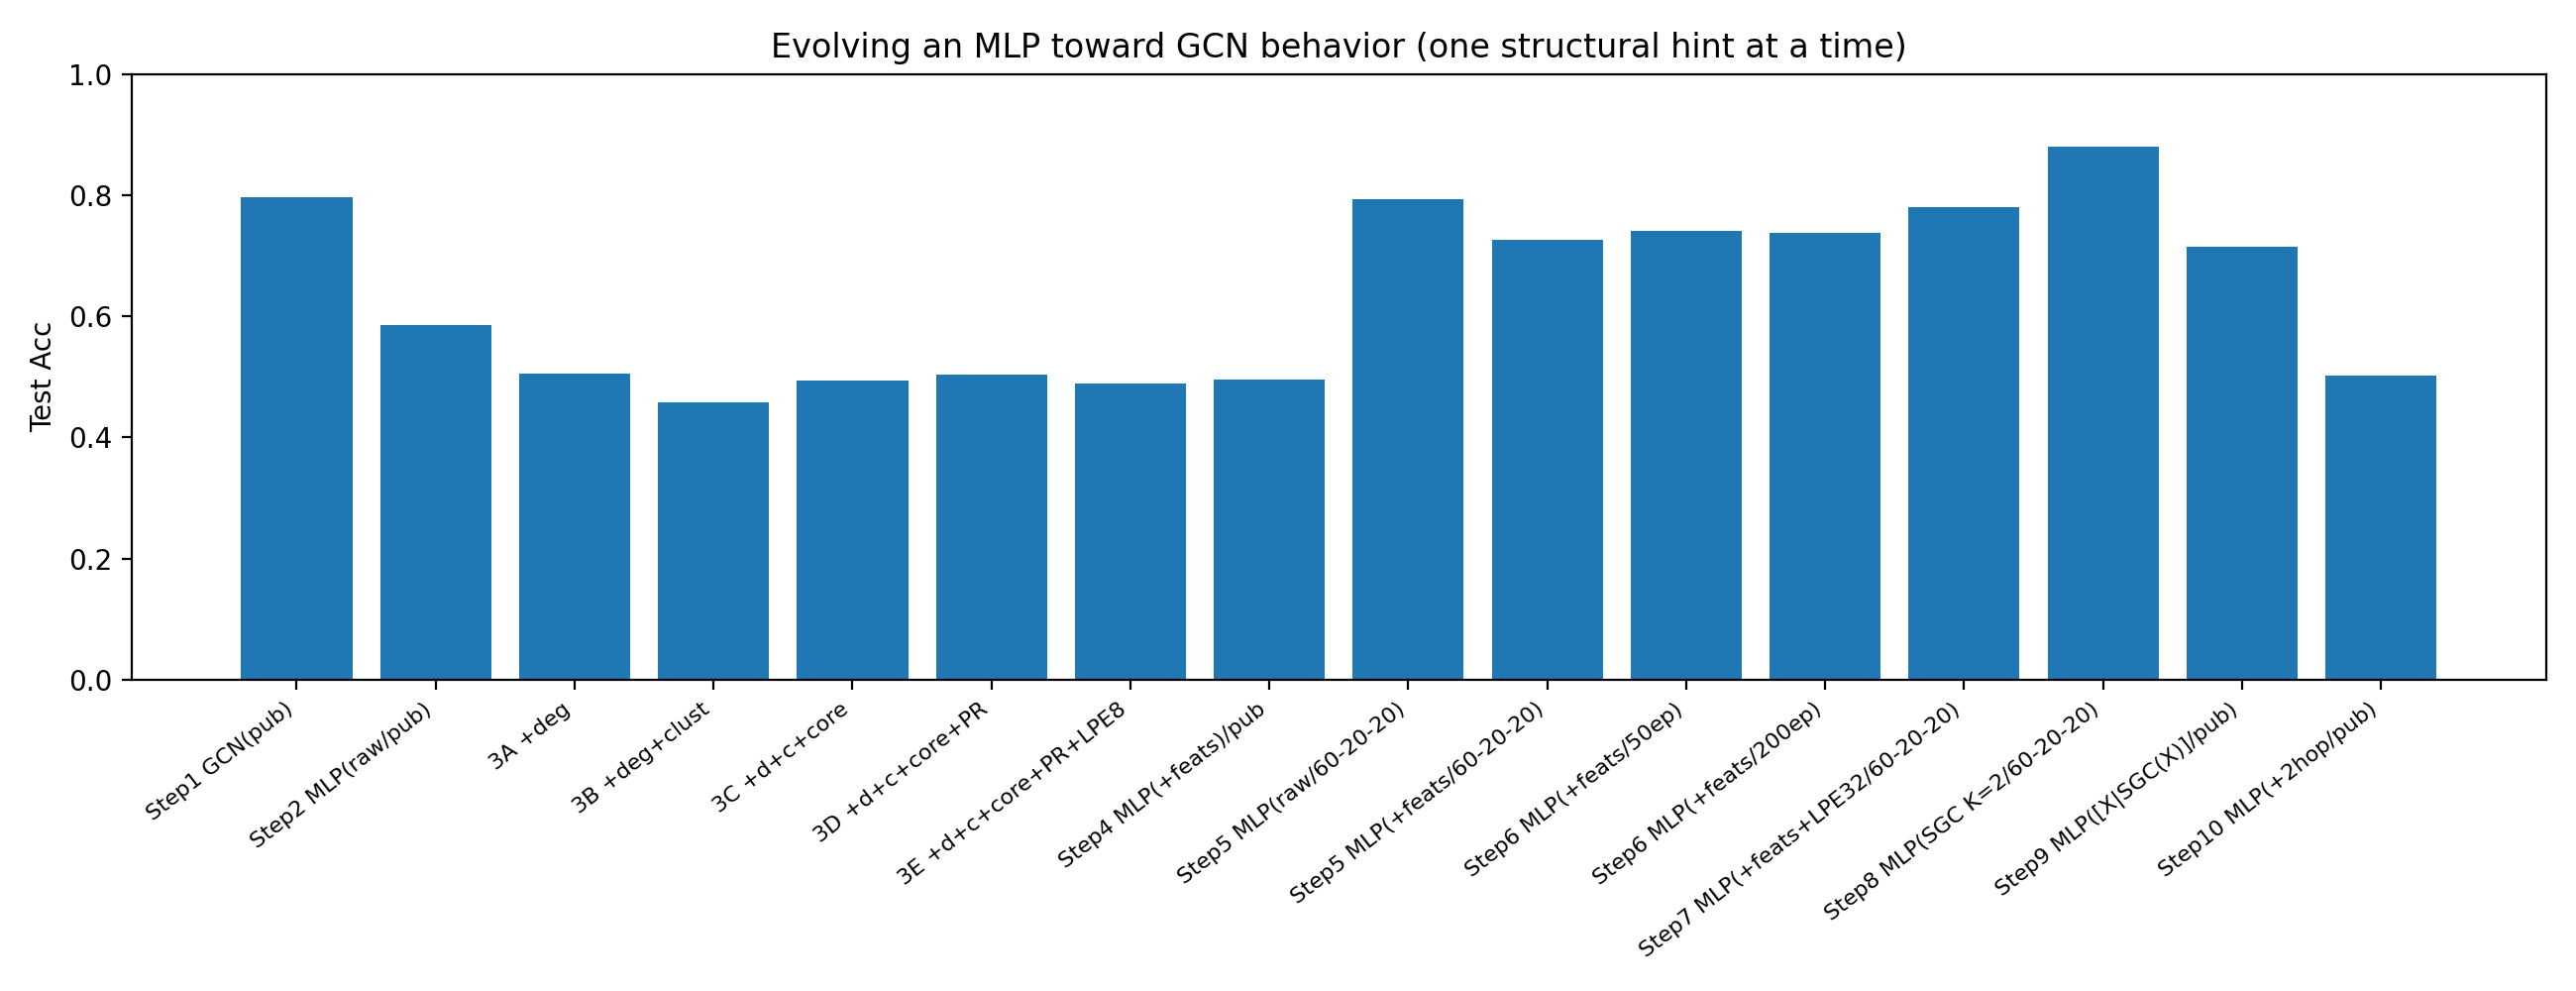 Evolving an MLP toward GCN behavior (one structural hint at a time)
Test Acc
1.0
0.8
0.6
0.4
0.2
0.0
Step1 GCN(pub)
Step2 MLP(raw/pub)
3A +deg
3B +deg+clust
3C +d+c+core
3D +d+c+core+PR
3E +d+c+core+PR+LPE8
Step4 MLP(+feats)/pub
Step5 MLP(raw/60-20-20)
Step5 MLP(+feats/60-20-20)
Step6 MLP(+feats/50ep)
Step6 MLP(+feats/200ep)
Step7 MLP(+feats+LPE32/60-20-20)
Step8 MLP(SGC K=2/60-20-20)
Step9 MLP([X|SGC(X)]/pub)
Step10 MLP(+2hop/pub)